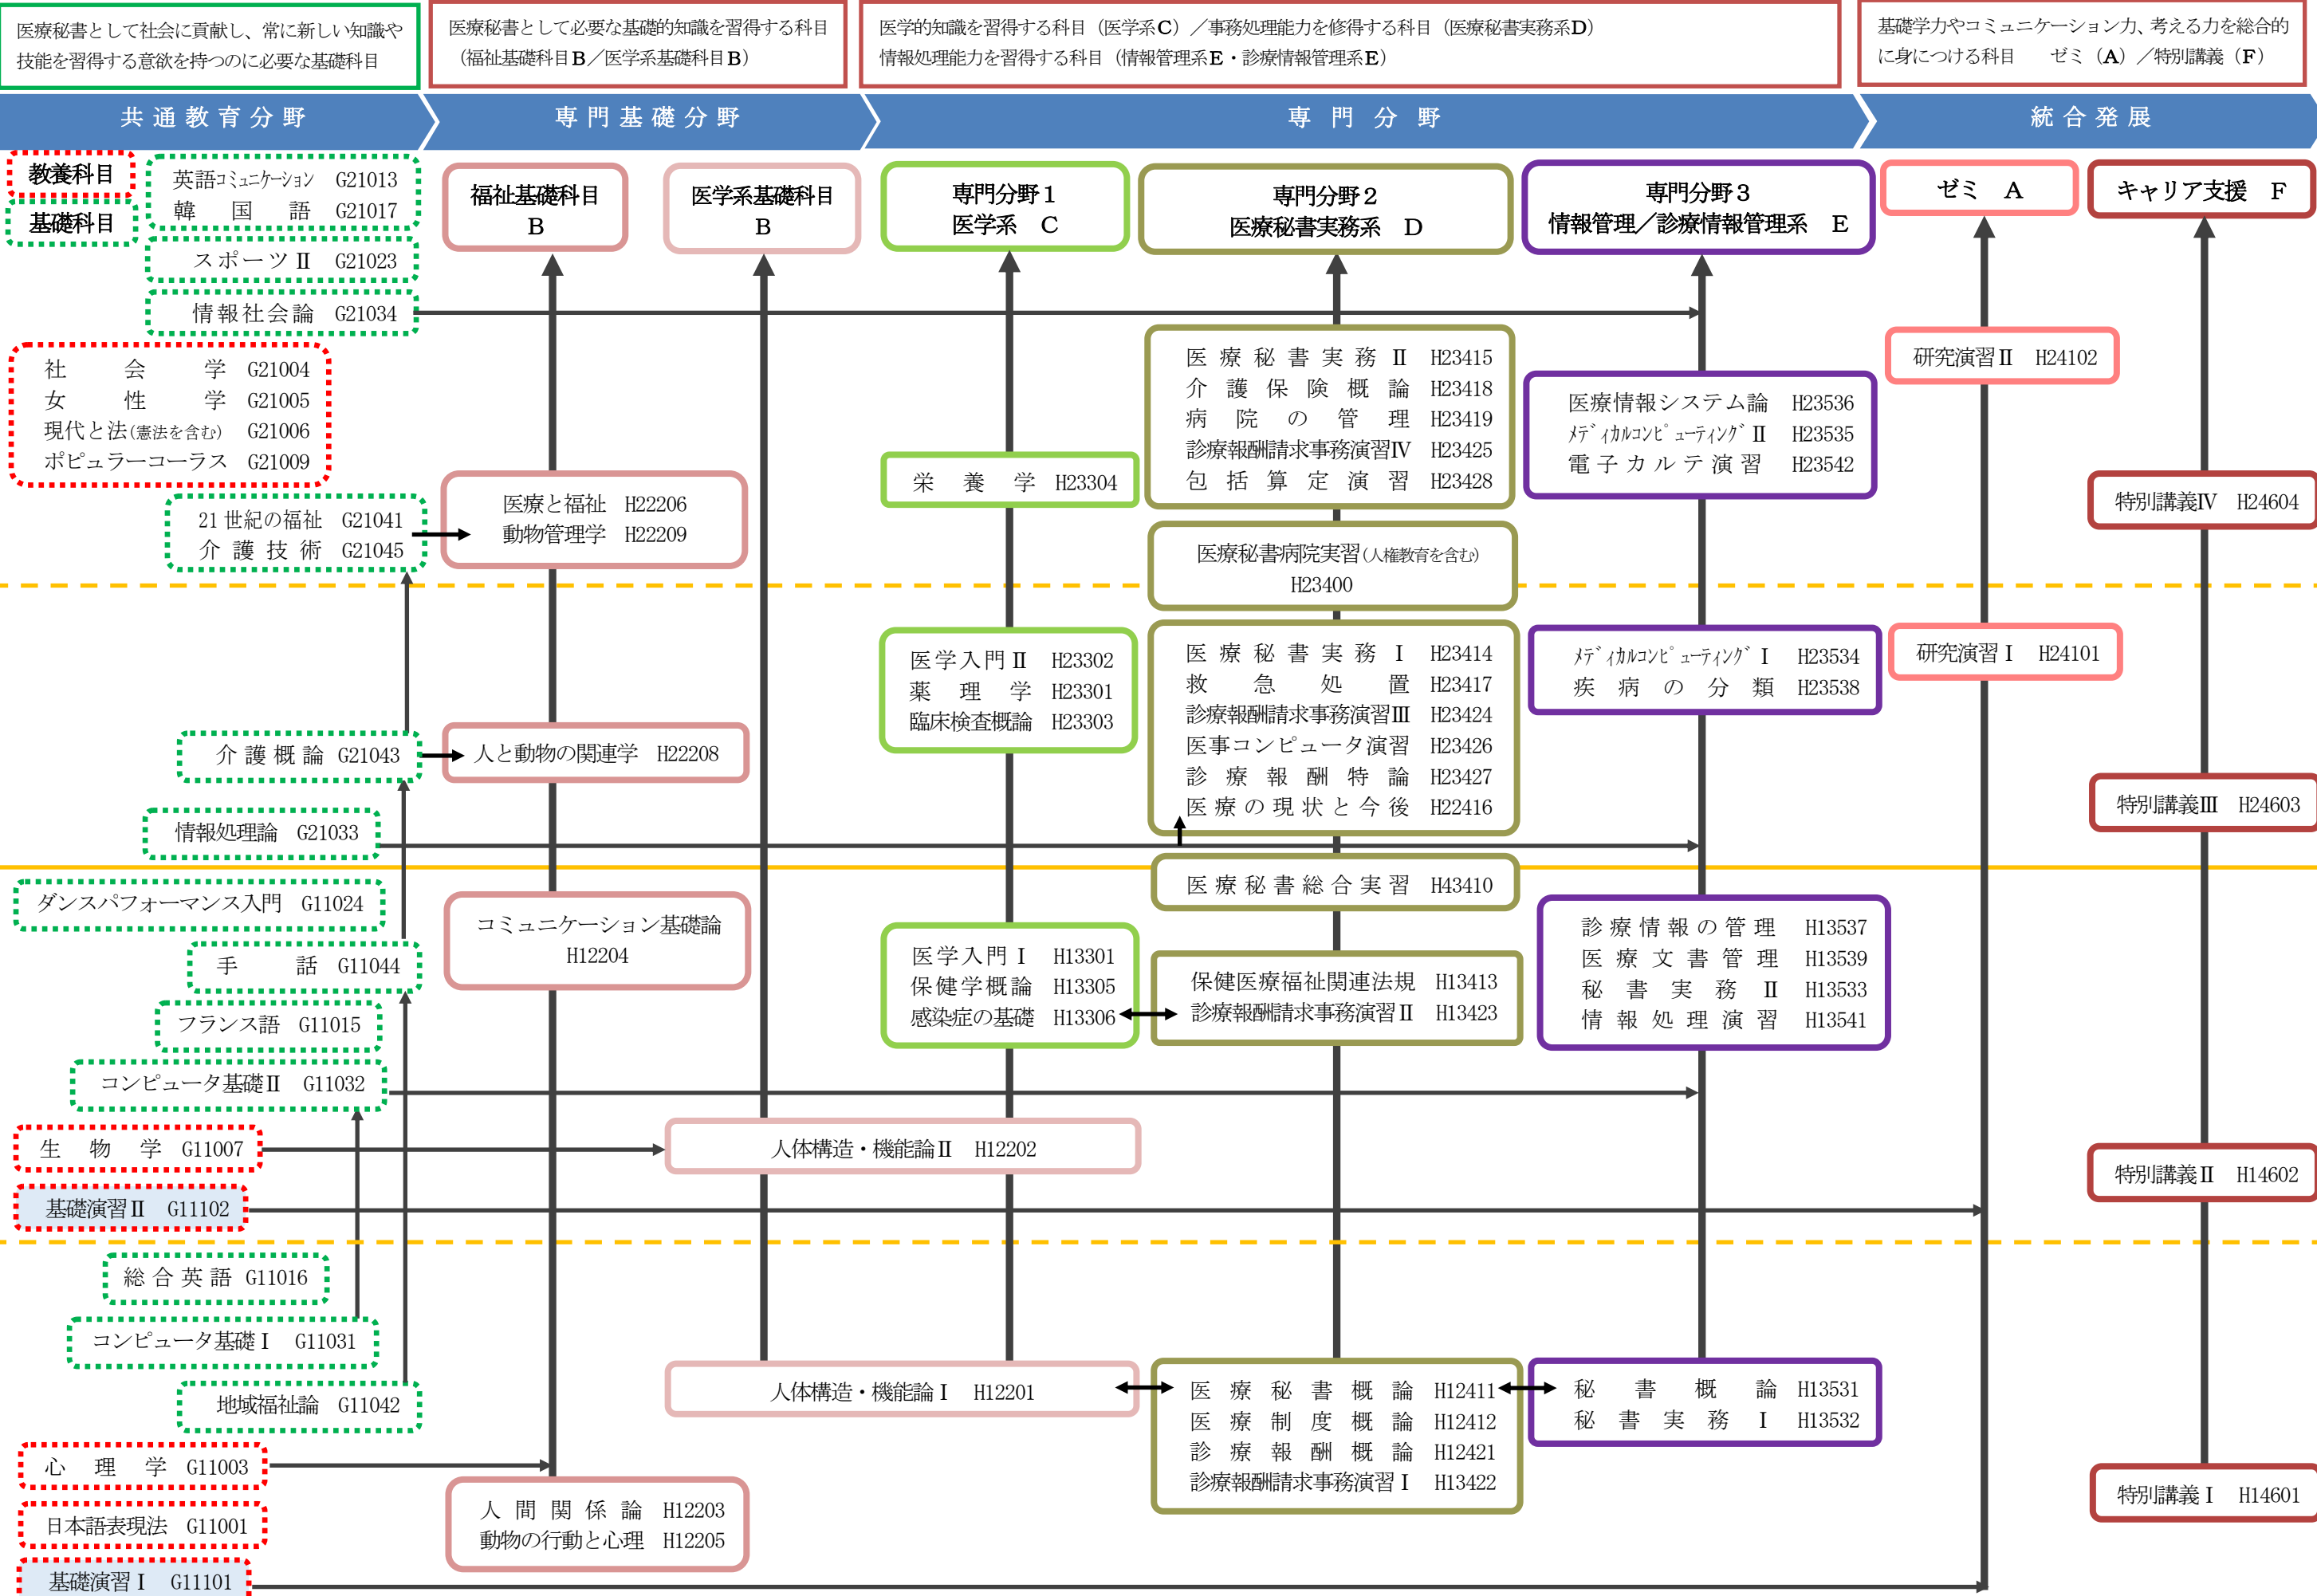 医療秘書として社会に貢献し、常に新しい知識や
技能を習得する意欲を持つのに必要な基礎科目
医療秘書として必要な基礎的知識を習得する科目
（福祉基礎科目B／医学系基礎科目B）
医学的知識を習得する科目（医学系C）／事務処理能力を修得する科目（医療秘書実務系D）
情報処理能力を習得する科目（情報管理系E・診療情報管理系E）
基礎学力やコミュニケーション力、考える力を総合的
に身につける科目　ゼミ（A）／特別講義（F）
共通教育分野
専門基礎分野
専門分野
統合発展
教養科目
基礎科目
英語ｺﾐｭﾆｹｰｼｮﾝ G21013
韓国語 G21017
スポーツⅡ G21023
情報社会論 G21034
社会学 G21004
女性学 G21005
現代と法(憲法を含む) G21006
ポピュラーコーラス G21009
21世紀の福祉 G21041
介護技術 G21045
介護概論 G21043
情報処理論 G21033
ダンスパフォーマンス入門 G11024
手話 G11044
フランス語 G11015
コンピュータ基礎Ⅱ G11032
生物学 G11007
基礎演習Ⅱ G11102
総合英語 G11016
コンピュータ基礎Ⅰ G11031
地域福祉論 G11042
心理学 G11003
日本語表現法 G11001
基礎演習Ⅰ G11101
福祉基礎科目
B
医療と福祉 H22206
動物管理学 H22209
人と動物の関連学 H22208
コミュニケーション基礎論
H12204
人間関係論 H12203
動物の行動と心理 H12205
医学系基礎科目
B
人体構造・機能論Ⅱ H12202
人体構造・機能論Ⅰ H12201
専門分野１
医学系　C
栄養学 H23304
医学入門Ⅱ H23302
薬理学 H23301
臨床検査概論 H23303
医学入門Ⅰ H13301
保健学概論 H13305
感染症の基礎 H13306
専門分野２
医療秘書実務系　D
医療秘書実務Ⅱ H23415
介護保険概論 H23418
病院の管理 H23419
診療報酬請求事務演習Ⅳ H23425
包括算定演習 H23428
医療秘書病院実習(人権教育を含む)
H23400
医療秘書実務Ⅰ H23414
救急処置 H23417
診療報酬請求事務演習Ⅲ H23424
医事コンピュータ演習 H23426
診療報酬特論 H23427
医療の現状と今後 H22416
医療秘書総合実習 H43410
保健医療福祉関連法規 H13413
診療報酬請求事務演習Ⅱ H13423
医療秘書概論 H12411
医療制度概論 H12412
診療報酬概論 H12421
診療報酬請求事務演習Ⅰ H13422
専門分野３
情報管理／診療情報管理系　E
医療情報システム論 H23536
ﾒﾃﾞｨｶﾙｺﾝﾋﾟｭｰﾃｨﾝｸﾞⅡ H23535
電子カルテ演習 H23542
ﾒﾃﾞｨｶﾙｺﾝﾋﾟｭｰﾃｨﾝｸﾞⅠ H23534
疾病の分類 H23538
診療情報の管理 H13537
医療文書管理 H13539
秘書実務Ⅱ H13533
情報処理演習 H13541
秘書概論 H13531
秘書実務Ⅰ H13532
ゼミ　A
研究演習Ⅱ H24102
研究演習Ⅰ H24101
キャリア支援　F
特別講義Ⅳ H24604
特別講義Ⅲ H24603
特別講義Ⅱ H14602
特別講義Ⅰ H14601